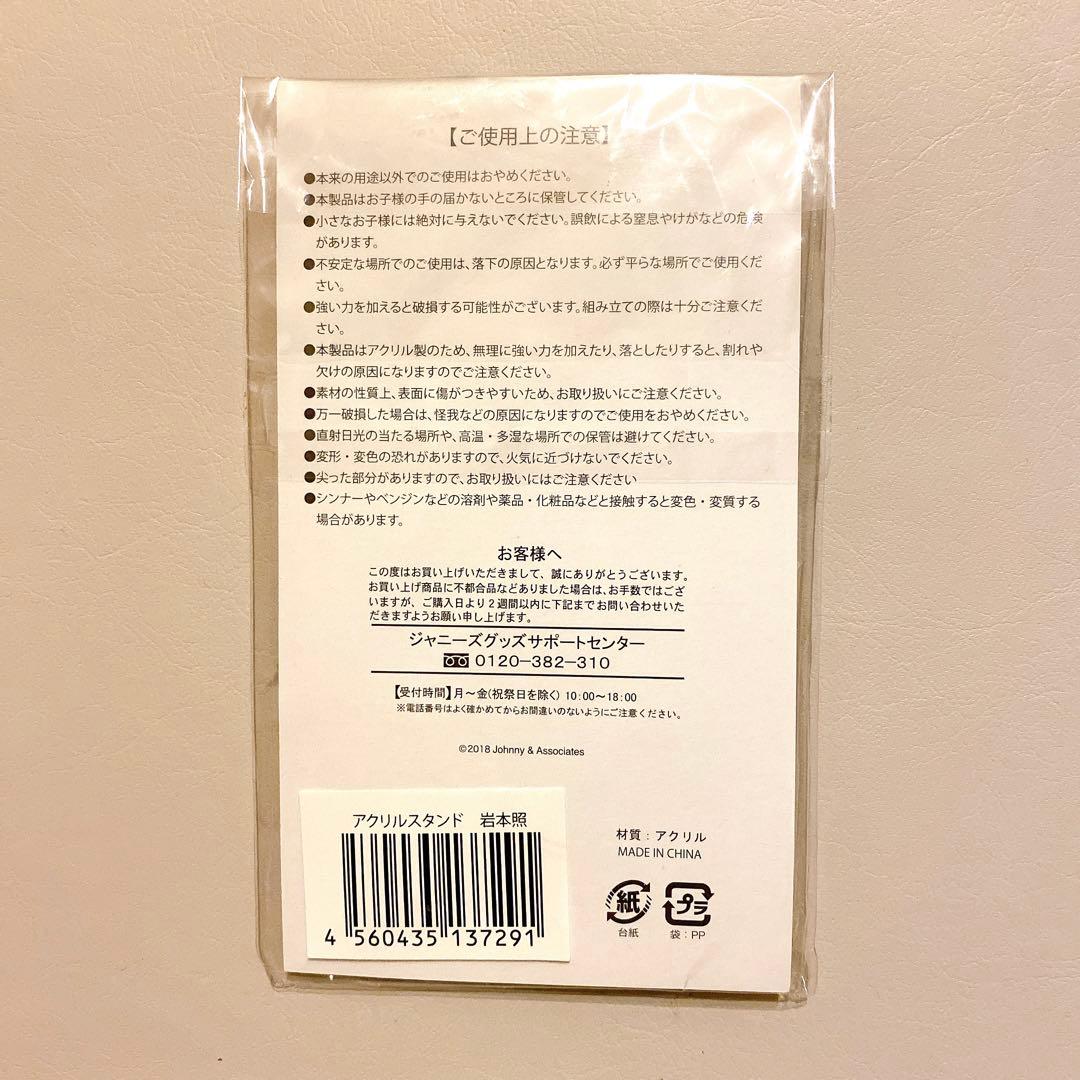 【ご使用上の注意】
●本来の用途以外でのご使用はおやめください。
●本製品はお子様の手の届かないところに保管してください。
●小さなお子様には絶対に与えないでください。誤飲による窒息やけがなどの危険
があります。
●不安定な場所でのご使用は、落下の原因となります。必ず平らな場所でご使用くだ
さい。
●強い力を加えると破損する可能性がございます。組み立ての際は十分ご注意くだ
さい。
●本製品はアクリル製のため、無理に強い力を加えたり、落としたりすると、割れや
欠けの原因になりますのでご注意ください。
●素材の性質上、表面に傷がつきやすいため、お取り扱いにご注意ください。
●万一破損した場合は、怪我などの原因になりますのでご使用をおやめください。
●直射日光の当たる場所や、高温・多湿な場所での保管は避けてください。
●変形・変色の恐れがありますので、火気に近づけないでください。
●尖った部分がありますので、お取り扱いにはご注意ください
●シンナーやベンジンなどの溶剤や薬品・化粧品などと接触すると変色・変質する
場合があります。
お客様へ
この度はお買い上げいただきまして、誠にありがとうございます。
お買い上げ商品に不都合品などありました場合は、お手数ではござ
いますが、ご購入日より2週間以内に下記までお問い合わせいた
だきますようお願い申し上げます。
ジャニーズグッズサポートセンター
0120-382-310
【受付時間】月～金(祝祭日を除く) 10:00～18:00
※電話番号はよく確かめてからお間違いのないようにご注意ください。
©2018 Johnny & Associates
アクリルスタンド 岩本照
4 560435 137291
材質：アクリル
MADE IN CHINA
紙 プラ
台紙 袋：PP